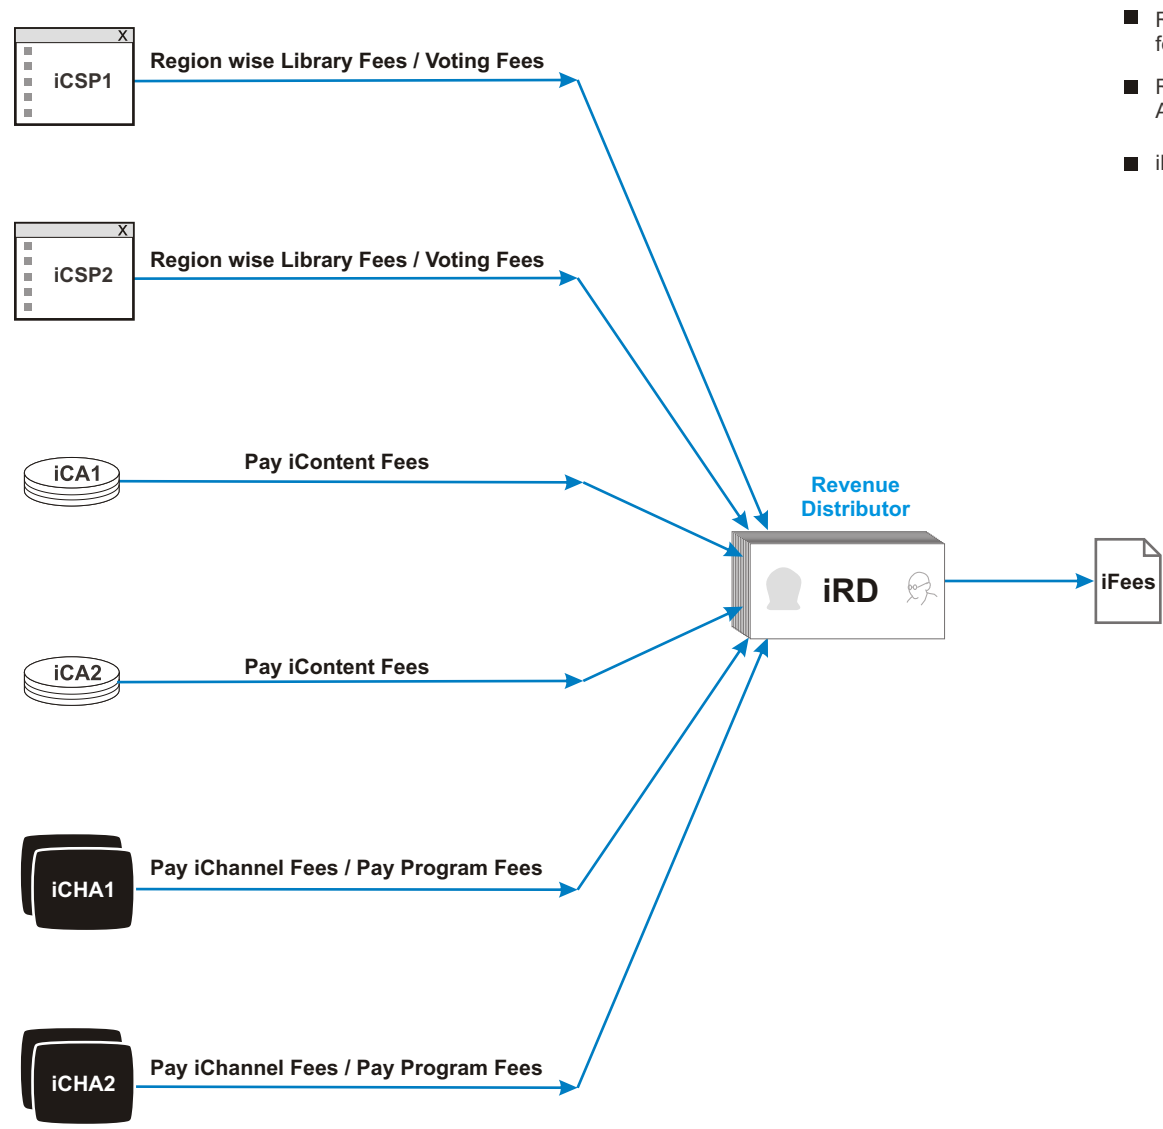 X
iCSP1
Region wise Library Fees / Voting Fees
X
iCSP2
Region wise Library Fees / Voting Fees
iCA1
Pay iContent Fees
Revenue
Distributor
iRD
iFees
iCA2
Pay iContent Fees
iCHA1
Pay iChannel Fees / Pay Program Fees
iCHA2
Pay iChannel Fees / Pay Program Fees